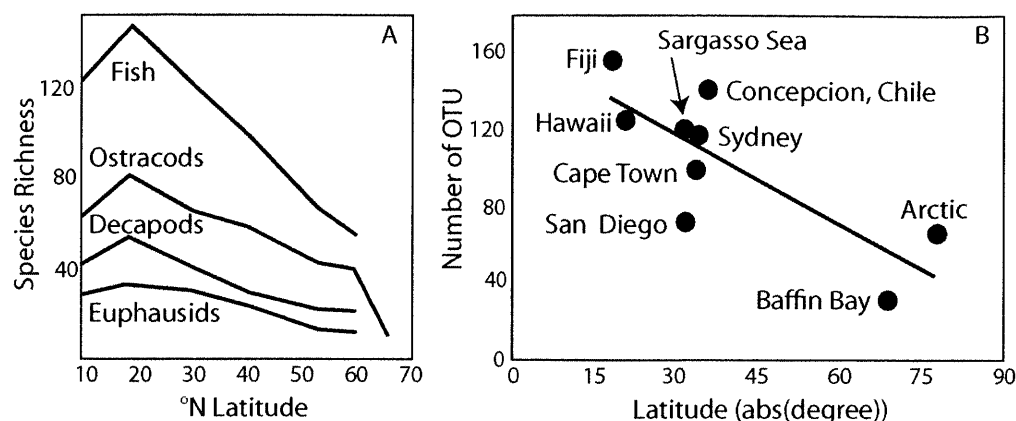 A
Species Richness
120
80
40
Fish
Ostracods
Decapods
Euphausids
10 20 30 40 50 60 70
°N Latitude
B
Number of OTU
160
120
80
40
0
Sargasso Sea
Fiji
Concepcion, Chile
Hawaii
Sydney
Cape Town
San Diego
Arctic
Baffin Bay
0 15 30 45 60 75 90
Latitude (abs(degree))